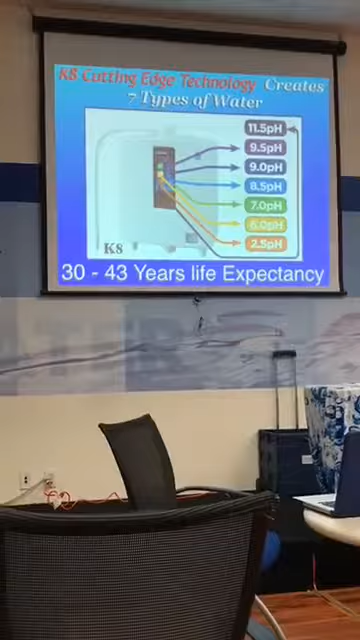 K8 Cutting Edge Technology Creates
7 Types of Water
11.5pH
9.5pH
9.0pH
8.5pH
7.0pH
6.0pH
2.5pH
K8
30 - 43 Years life Expectancy